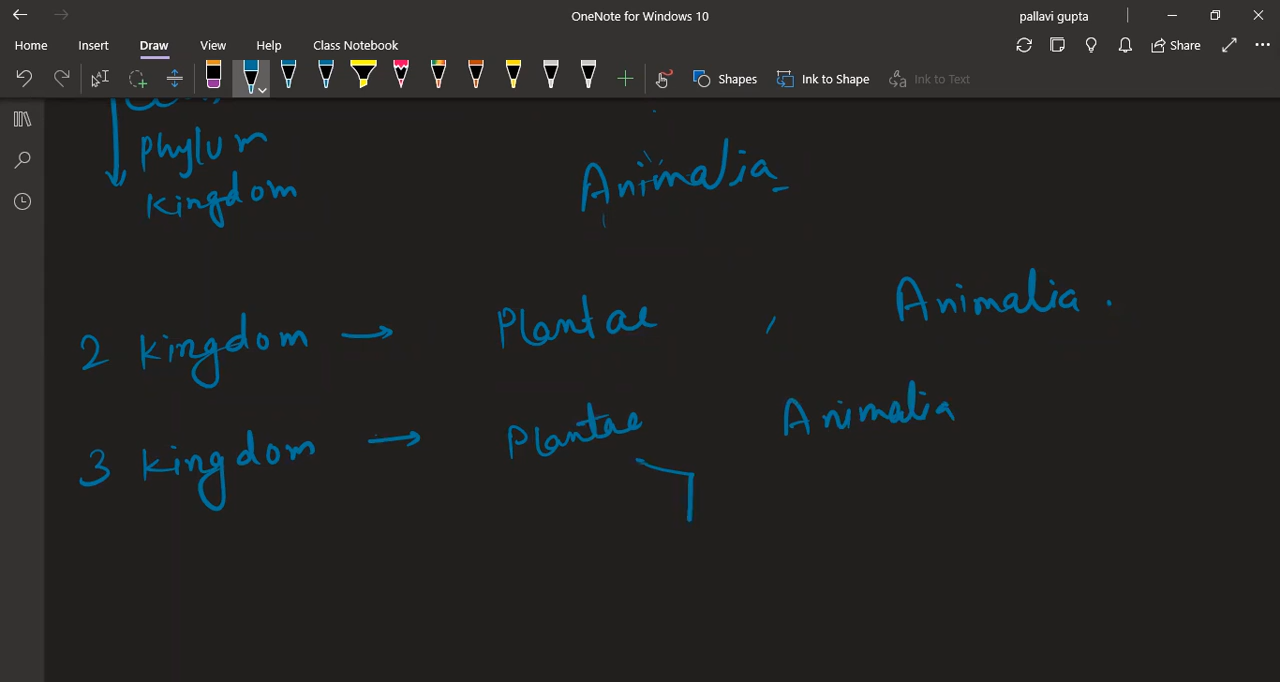 OneNote for Windows 10
pallavi gupta
Home Insert Draw View Help Class Notebook
Share
Shapes Ink to Shape Ink to Text
Phylum
Kingdom
Animalia
2 Kingdom → Plantae , Animalia .
3 Kingdom → Plantae Animalia